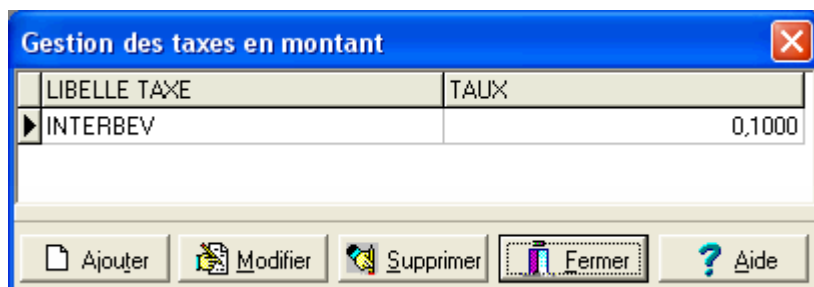 Gestion des taxes en montant
LIBELLE TAXE TAUX
INTERBEV 0,1000
Ajouter Modifier Supprimer Fermer Aide